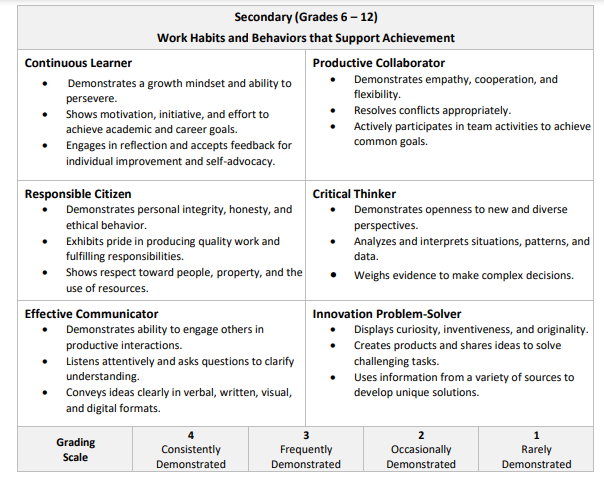 Secondary (Grades 6 – 12)
Work Habits and Behaviors that Support Achievement
Continuous Learner
• Demonstrates a growth mindset and ability to
persevere.
• Shows motivation, initiative, and effort to
achieve academic and career goals.
• Engages in reflection and accepts feedback for
individual improvement and self-advocacy.
Productive Collaborator
• Demonstrates empathy, cooperation, and
flexibility.
• Resolves conflicts appropriately.
• Actively participates in team activities to achieve
common goals.
Responsible Citizen
• Demonstrates personal integrity, honesty, and
ethical behavior.
• Exhibits pride in producing quality work and
fulfilling responsibilities.
• Shows respect toward people, property, and the
use of resources.
Critical Thinker
• Demonstrates openness to new and diverse
perspectives.
• Analyzes and interprets situations, patterns, and
data.
• Weighs evidence to make complex decisions.
Effective Communicator
• Demonstrates ability to engage others in
productive interactions.
• Listens attentively and asks questions to clarify
understanding.
• Conveys ideas clearly in verbal, written, visual,
and digital formats.
Innovation Problem-Solver
• Displays curiosity, inventiveness, and originality.
• Creates products and shares ideas to solve
challenging tasks.
• Uses information from a variety of sources to
develop unique solutions.
Grading
Scale
4
Consistently
Demonstrated
3
Frequently
Demonstrated
2
Occasionally
Demonstrated
1
Rarely
Demonstrated